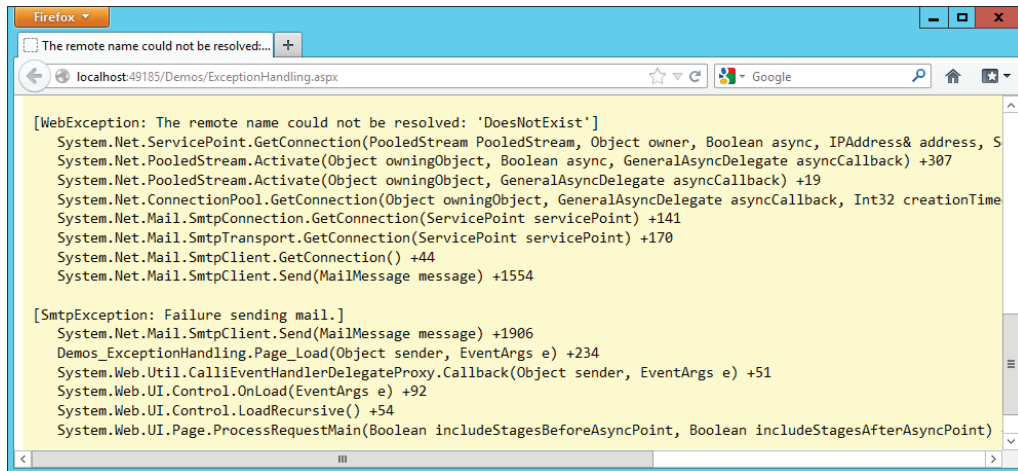 Firefox
The remote name could not be resolved:...
localhost:49185/Demos/ExceptionHandling.aspx
Google
[WebException: The remote name could not be resolved: 'DoesNotExist']
System.Net.ServicePoint.GetConnection(PooledStream PooledStream, Object owner, Boolean async, IPAddress& address, S
System.Net.PooledStream.Activate(Object owningObject, Boolean async, GeneralAsyncDelegate asyncCallback) +307
System.Net.PooledStream.Activate(Object owningObject, GeneralAsyncDelegate asyncCallback) +19
System.Net.ConnectionPool.GetConnection(Object owningObject, GeneralAsyncDelegate asyncCallback, Int32 creationTime
System.Net.Mail.SmtpConnection.GetConnection(ServicePoint servicePoint) +141
System.Net.Mail.SmtpTransport.GetConnection(ServicePoint servicePoint) +170
System.Net.Mail.SmtpClient.GetConnection() +44
System.Net.Mail.SmtpClient.Send(MailMessage message) +1554
[SmtpException: Failure sending mail.]
System.Net.Mail.SmtpClient.Send(MailMessage message) +1906
Demos_ExceptionHandling.Page_Load(Object sender, EventArgs e) +234
System.Web.Util.CalliEventHandlerDelegateProxy.Callback(Object sender, EventArgs e) +51
System.Web.UI.Control.OnLoad(EventArgs e) +92
System.Web.UI.Control.LoadRecursive() +54
System.Web.UI.Page.ProcessRequestMain(Boolean includeStagesBeforeAsyncPoint, Boolean includeStagesAfterAsyncPoint)